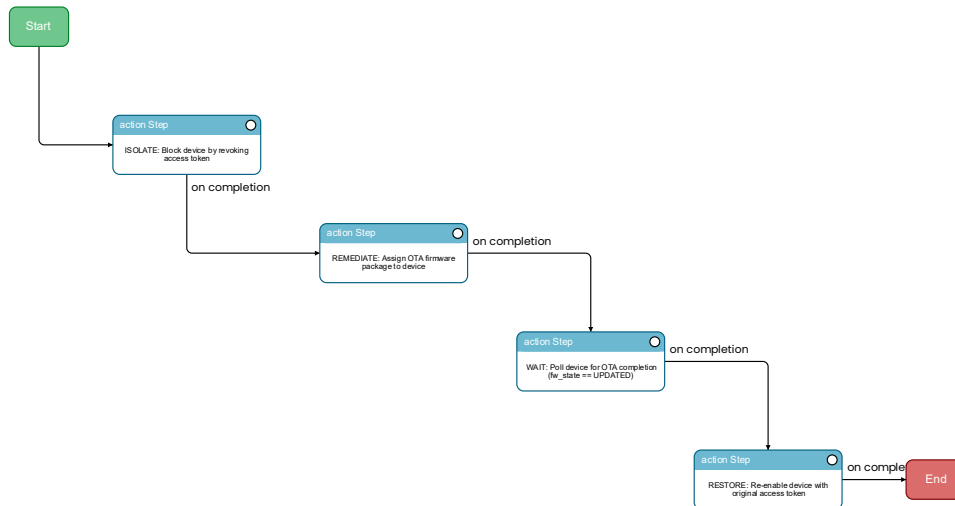 Start
action Step
ISOLATE: Block device by revoking
access token
on completion
action Step
REMEDIATE: Assign OTA firmware
package to device
on completion
action Step
WAIT: Poll device for OTA completion
(fw_state == UPDATED)
on completion
action Step
RESTORE: Re-enable device with
original access token
on comple
End